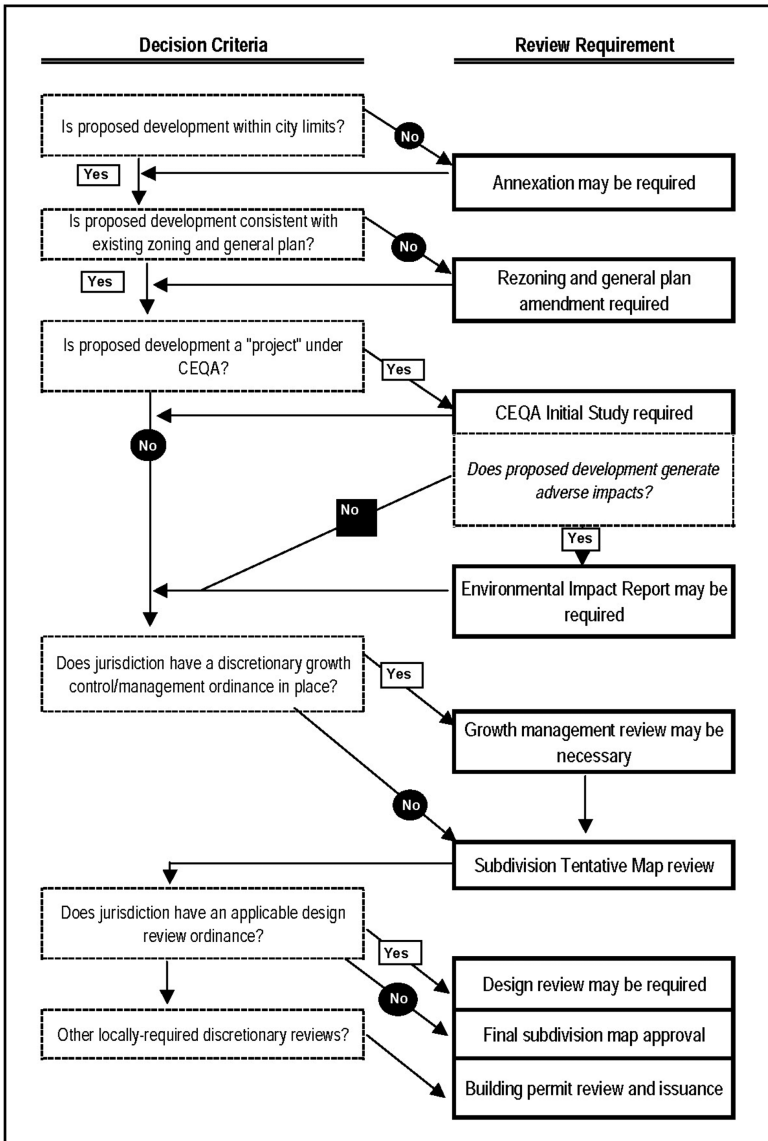 Decision Criteria
Review Requirement
Is proposed development within city limits?
No
Yes
Annexation may be required
Is proposed development consistent with
existing zoning and general plan?
No
Yes
Rezoning and general plan
amendment required
Is proposed development a "project" under
CEQA?
Yes
CEQA Initial Study required
No
Does proposed development generate
adverse impacts?
No
Yes
Environmental Impact Report may be
required
Does jurisdiction have a discretionary growth
control/management ordinance in place?
Yes
Growth management review may be
necessary
No
Subdivision Tentative Map review
Does jurisdiction have an applicable design
review ordinance?
Yes
Design review may be required
No
Final subdivision map approval
Other locally-required discretionary reviews?
Building permit review and issuance